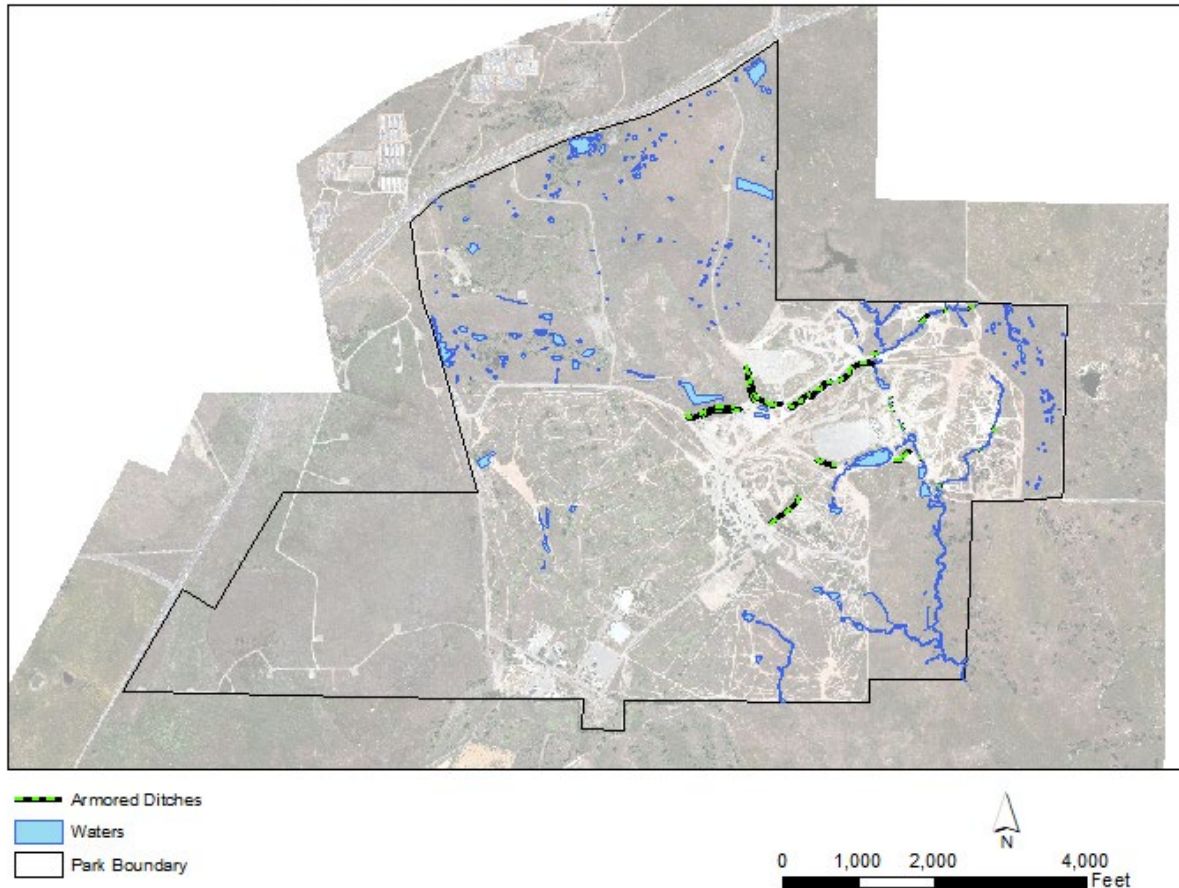 Armored Ditches
Waters
Park Boundary
N
0 1,000 2,000 4,000
Feet